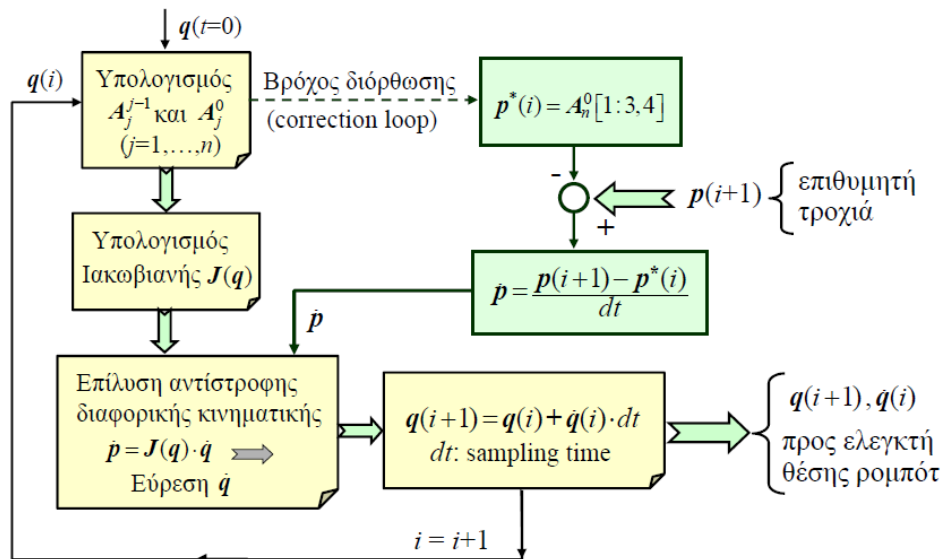 q(t=0)
q(i)
Υπολογισμός
A_j^{j-1} και A_j^0
(j=1,…,n)
Βρόχος διόρθωσης
(correction loop)
p*(i) = A_n^0[1:3,4]
-
+
p(i+1)
επιθυμητή
τροχιά
Υπολογισμός
Ιακωβιανής J(q)
ṗ = (p(i+1) − p*(i)) / dt
ṗ
Επίλυση αντίστροφης
διαφορικής κινηματικής
ṗ = J(q)·q̇
Εύρεση q̇
q(i+1) = q(i) + q̇(i)·dt
dt: sampling time
q(i+1), q̇(i)
προς ελεγκτή
θέσης ρομπότ
i = i+1